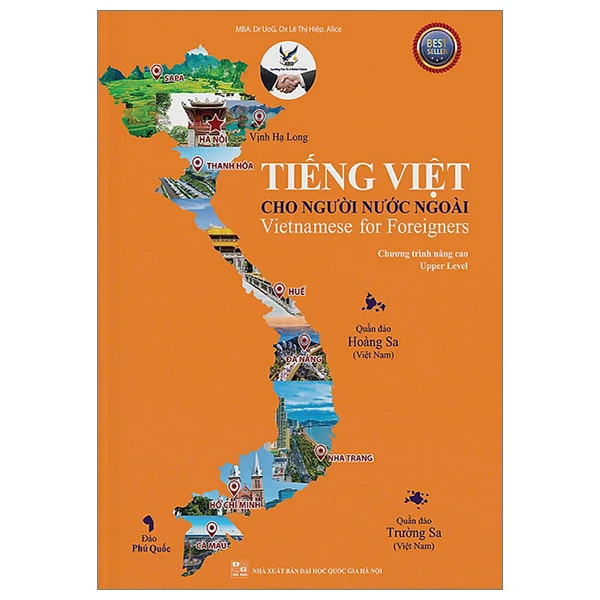 MBA. Dr UoG. Ox Lê Thị Hiệp. Alice
BEST
SELLER
SAPA
HÀ NỘI
Vịnh Hạ Long
THANH HÓA
TIẾNG VIỆT
CHO NGƯỜI NƯỚC NGOÀI
Vietnamese for Foreigners
Chương trình nâng cao
Upper Level
HUẾ
Quần đảo
Hoàng Sa
(Việt Nam)
ĐÀ NẴNG
NHA TRANG
HỒ CHÍ MINH
Quần đảo
Trường Sa
(Việt Nam)
Đảo
Phú Quốc
CÀ MAU
NHÀ XUẤT BẢN ĐẠI HỌC QUỐC GIA HÀ NỘI